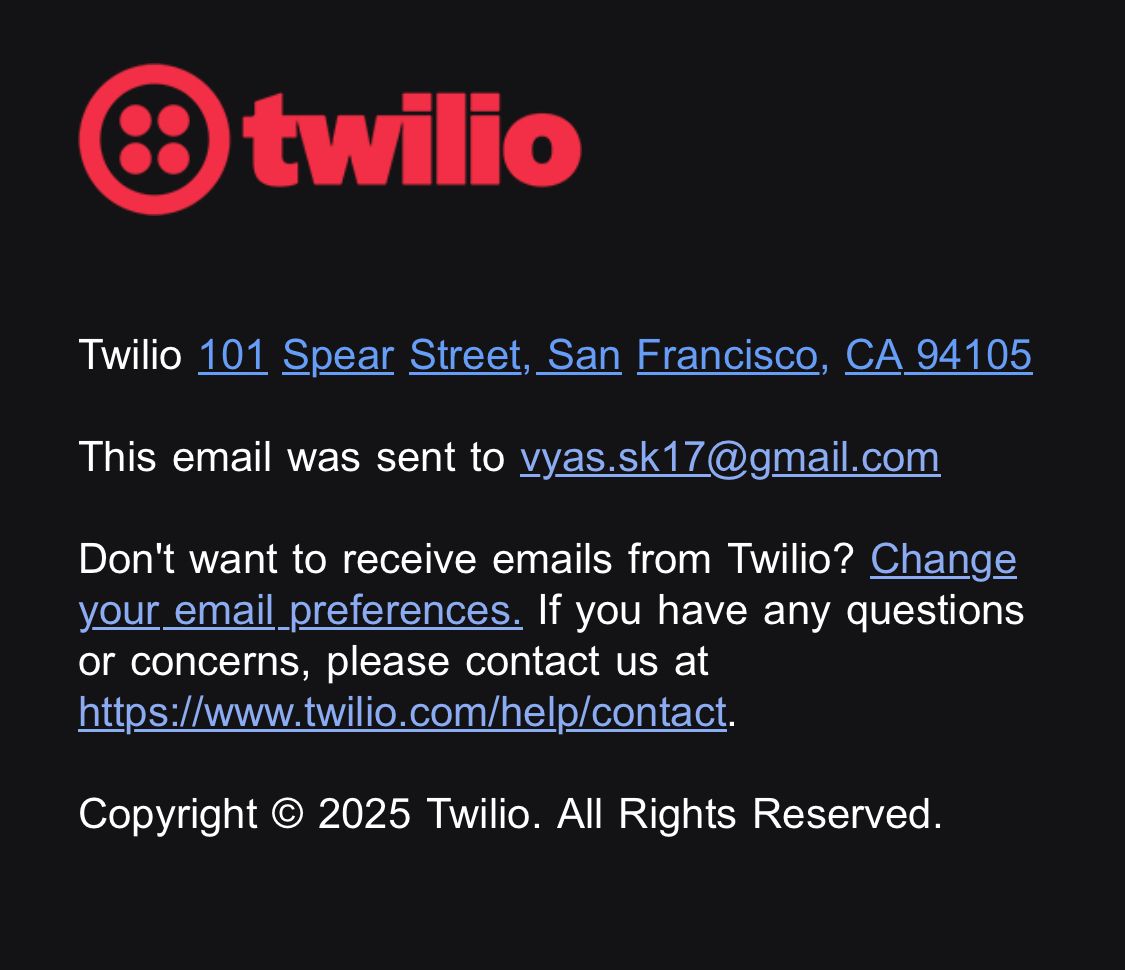 twilio
Twilio 101 Spear Street, San Francisco, CA 94105
This email was sent to vyas.sk17@gmail.com
Don't want to receive emails from Twilio? Change
your email preferences. If you have any questions
or concerns, please contact us at
https://www.twilio.com/help/contact.
Copyright © 2025 Twilio. All Rights Reserved.